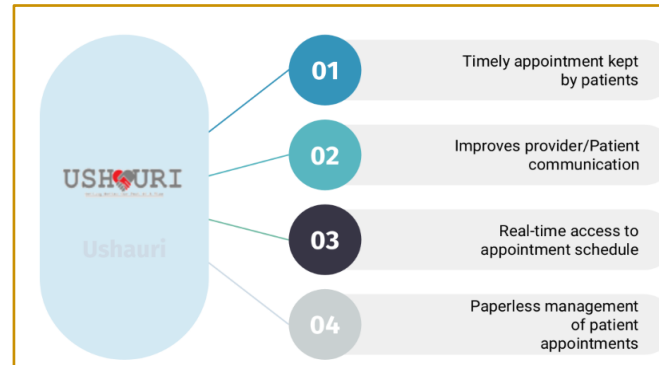 USHOURI
Ushauri
01
Timely appointment kept
by patients
02
Improves provider/Patient
communication
03
Real-time access to
appointment schedule
04
Paperless management
of patient
appointments